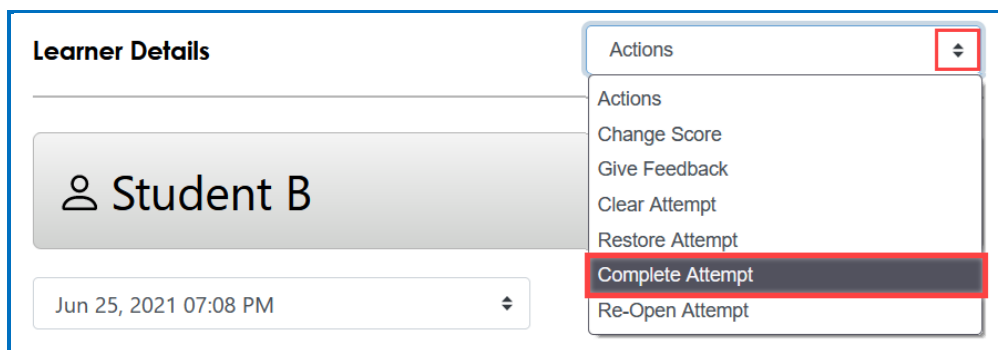 Learner Details
Actions
Actions
Change Score
Give Feedback
Student B
Clear Attempt
Restore Attempt
Complete Attempt
Jun 25, 2021 07:08 PM
Re-Open Attempt